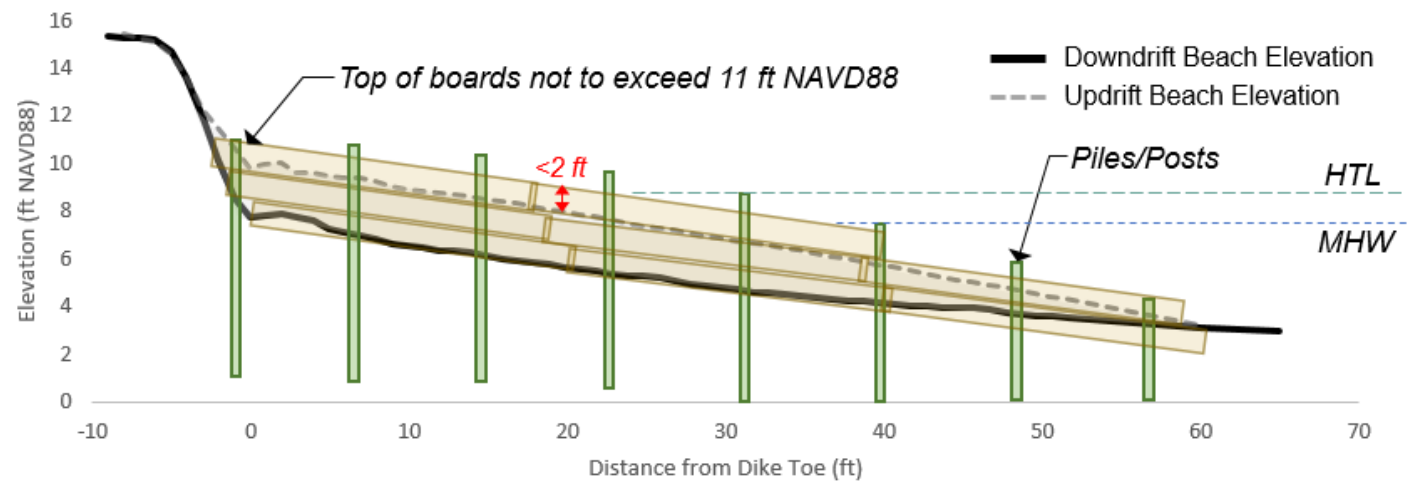 16
14
12
10
8
6
4
2
0
Elevation (ft NAVD88)
Top of boards not to exceed 11 ft NAVD88
Downdrift Beach Elevation
Updrift Beach Elevation
<2 ft
Piles/Posts
HTL
MHW
-10 0 10 20 30 40 50 60 70
Distance from Dike Toe (ft)